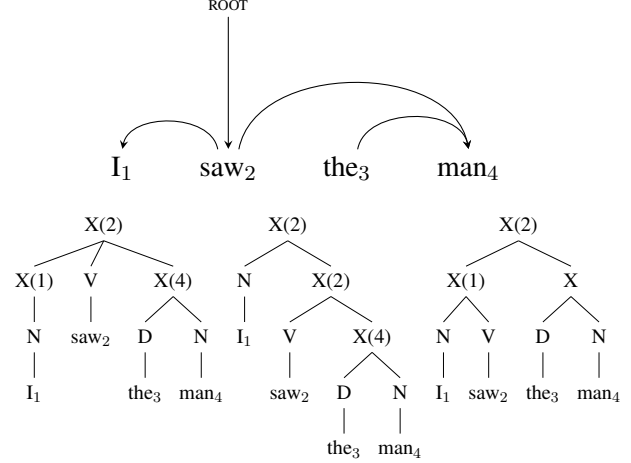 ROOT
I₁ saw₂ the₃ man₄
X(2) X(2) X(2)
X(1) V X(4) N X(2) X(1) X
N saw₂ D N I₁ V X(4) N V D N
I₁ the₃ man₄ saw₂ D N I₁ saw₂ the₃ man₄
the₃ man₄